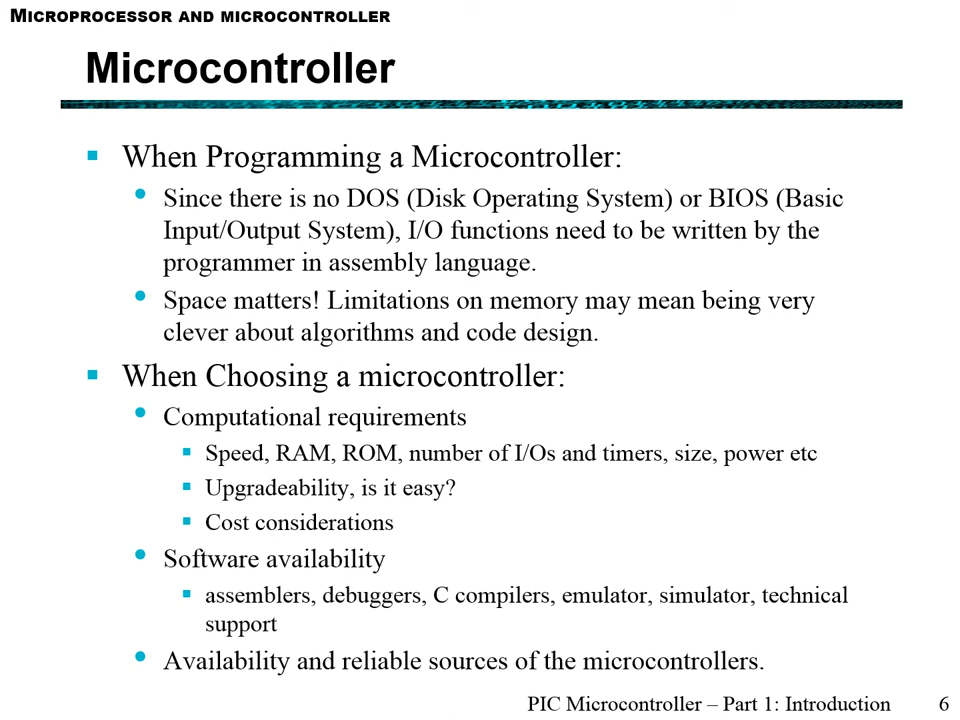 MICROPROCESSOR AND MICROCONTROLLER
Microcontroller
When Programming a Microcontroller:
Since there is no DOS (Disk Operating System) or BIOS (Basic
Input/Output System), I/O functions need to be written by the
programmer in assembly language.
Space matters! Limitations on memory may mean being very
clever about algorithms and code design.
When Choosing a microcontroller:
Computational requirements
Speed, RAM, ROM, number of I/Os and timers, size, power etc
Upgradeability, is it easy?
Cost considerations
Software availability
assemblers, debuggers, C compilers, emulator, simulator, technical
support
Availability and reliable sources of the microcontrollers.
PIC Microcontroller – Part 1: Introduction 6